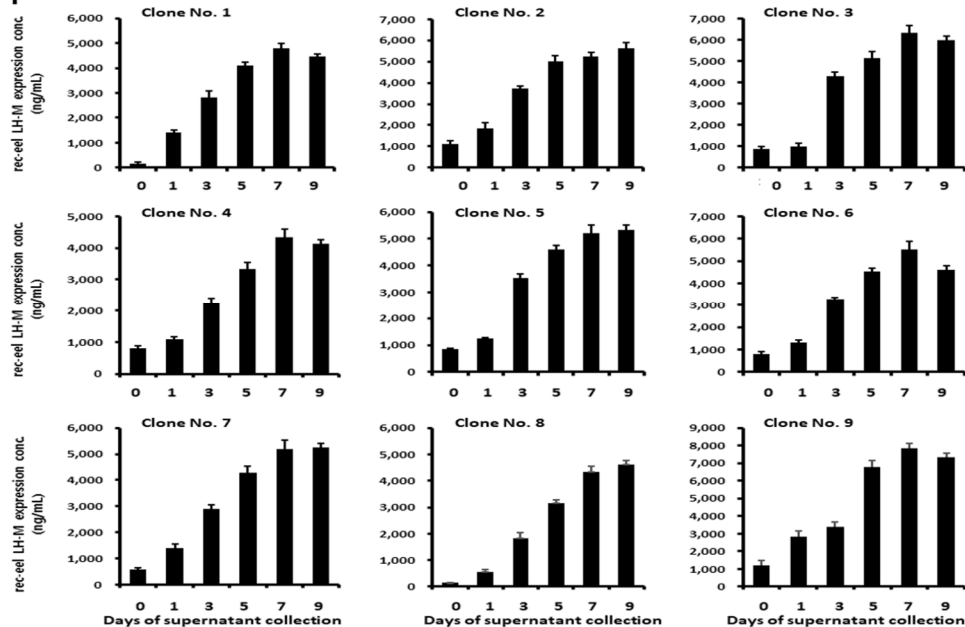 Clone No. 1
rec-eel LH-M expression conc
(ng/mL)
6,000
5,000
4,000
3,000
2,000
1,000
0
0 1 3 5 7 9
Clone No. 2
7,000
6,000
5,000
4,000
3,000
2,000
1,000
0
0 1 3 5 7 9
Clone No. 3
7,000
6,000
5,000
4,000
3,000
2,000
1,000
0
0 1 3 5 7 9
Clone No. 4
rec-eel LH-M expression conc.
(ng/mL)
5,000
4,000
3,000
2,000
1,000
0
0 1 3 5 7 9
Clone No. 5
6,000
5,000
4,000
3,000
2,000
1,000
0
0 1 3 5 7 9
Clone No. 6
7,000
6,000
5,000
4,000
3,000
2,000
1,000
0
0 1 3 5 7 9
Clone No. 7
rec-eel LH-M expression conc
(ng/mL)
6,000
5,000
4,000
3,000
2,000
1,000
0
0 1 3 5 7 9
Days of supernatant collection
Clone No. 8
6,000
5,000
4,000
3,000
2,000
1,000
0
0 1 3 5 7 9
Days of supernatant collection
Clone No. 9
9,000
8,000
7,000
6,000
5,000
4,000
3,000
2,000
1,000
0
0 1 3 5 7 9
Days of supernatant collection